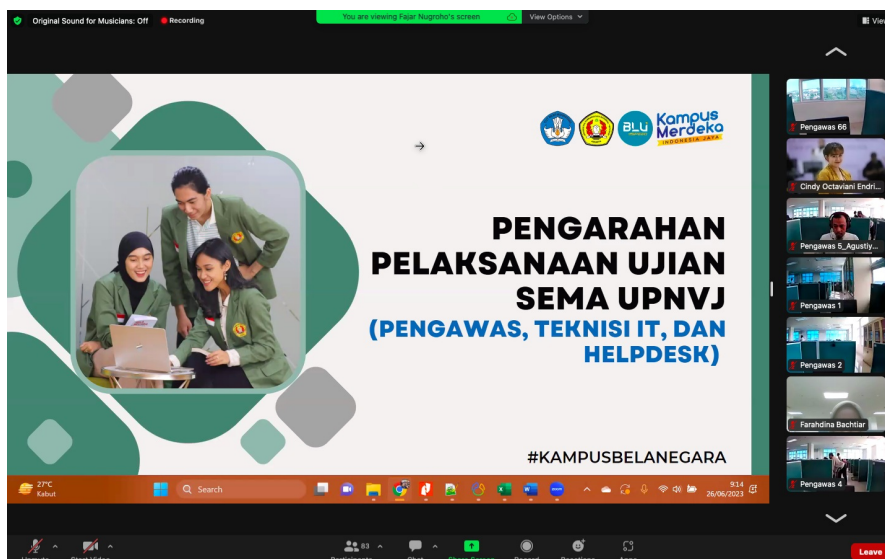 Original Sound for Musicians: Off
Recording
You are viewing Fajar Nugroho's screen
View Options
View
BLU
Kampus
Merdeka
INDONESIA JAYA
PENGARAHAN
PELAKSANAAN UJIAN
SEMA UPNVJ
(PENGAWAS, TEKNISI IT, DAN
HELPDESK)
#KAMPUSBELANEGARA
Pengawas 66
Cindy Octaviani Endri...
Pengawas 5_Agustiy...
Pengawas 1
Pengawas 2
Farahdina Bachtiar
Pengawas 4
27°C
Kabut
Search
9:14
26/06/2023
83
Leave